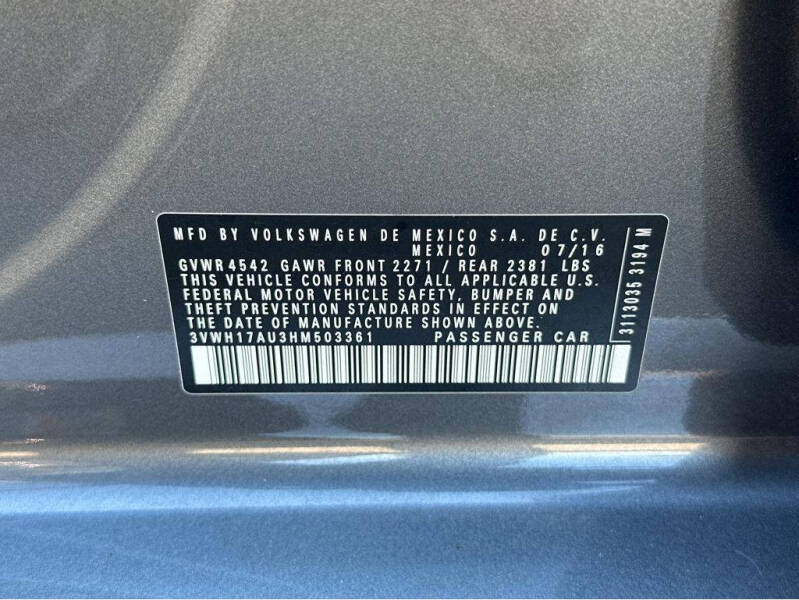 MFD BY VOLKSWAGEN DE MEXICO S.A. DE C.V.
MEXICO 07/16
GVWR 4542 GAWR FRONT 2271 / REAR 2381 LBS
THIS VEHICLE CONFORMS TO ALL APPLICABLE U.S.
FEDERAL MOTOR VEHICLE SAFETY, BUMPER AND
THEFT PREVENTION STANDARDS IN EFFECT ON
THE DATE OF MANUFACTURE SHOWN ABOVE.
3VWH17AU3HM503361 PASSENGER CAR
3113035 3194 M